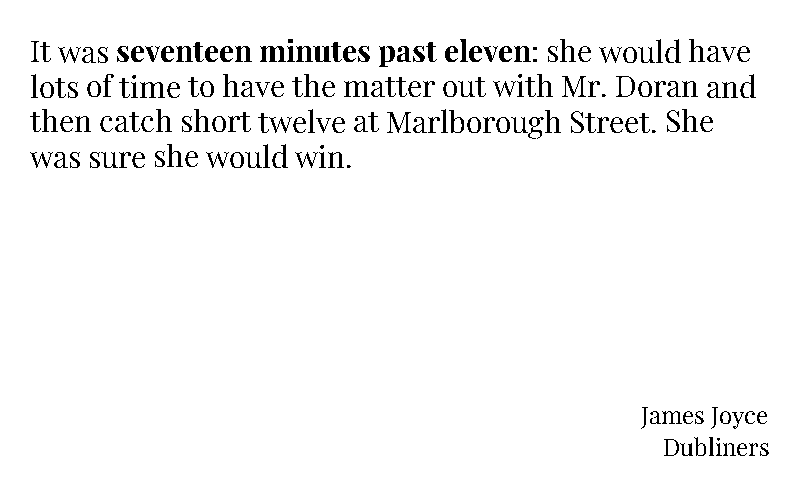 It was seventeen minutes past eleven: she would have
lots of time to have the matter out with Mr. Doran and
then catch short twelve at Marlborough Street. She
was sure she would win.
James Joyce
Dubliners